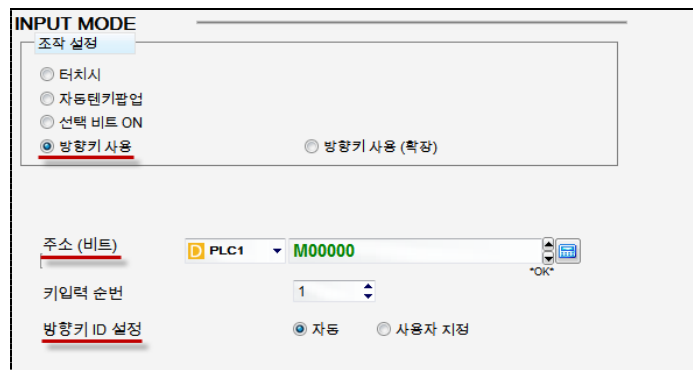 INPUT MODE
조작 설정
터치시
자동텐키팝업
선택 비트 ON
방향키 사용 방향키 사용 (확장)
주소 (비트) D PLC1 M00000
*OK*
키입력 순번 1
방향키 ID 설정 자동 사용자 지정